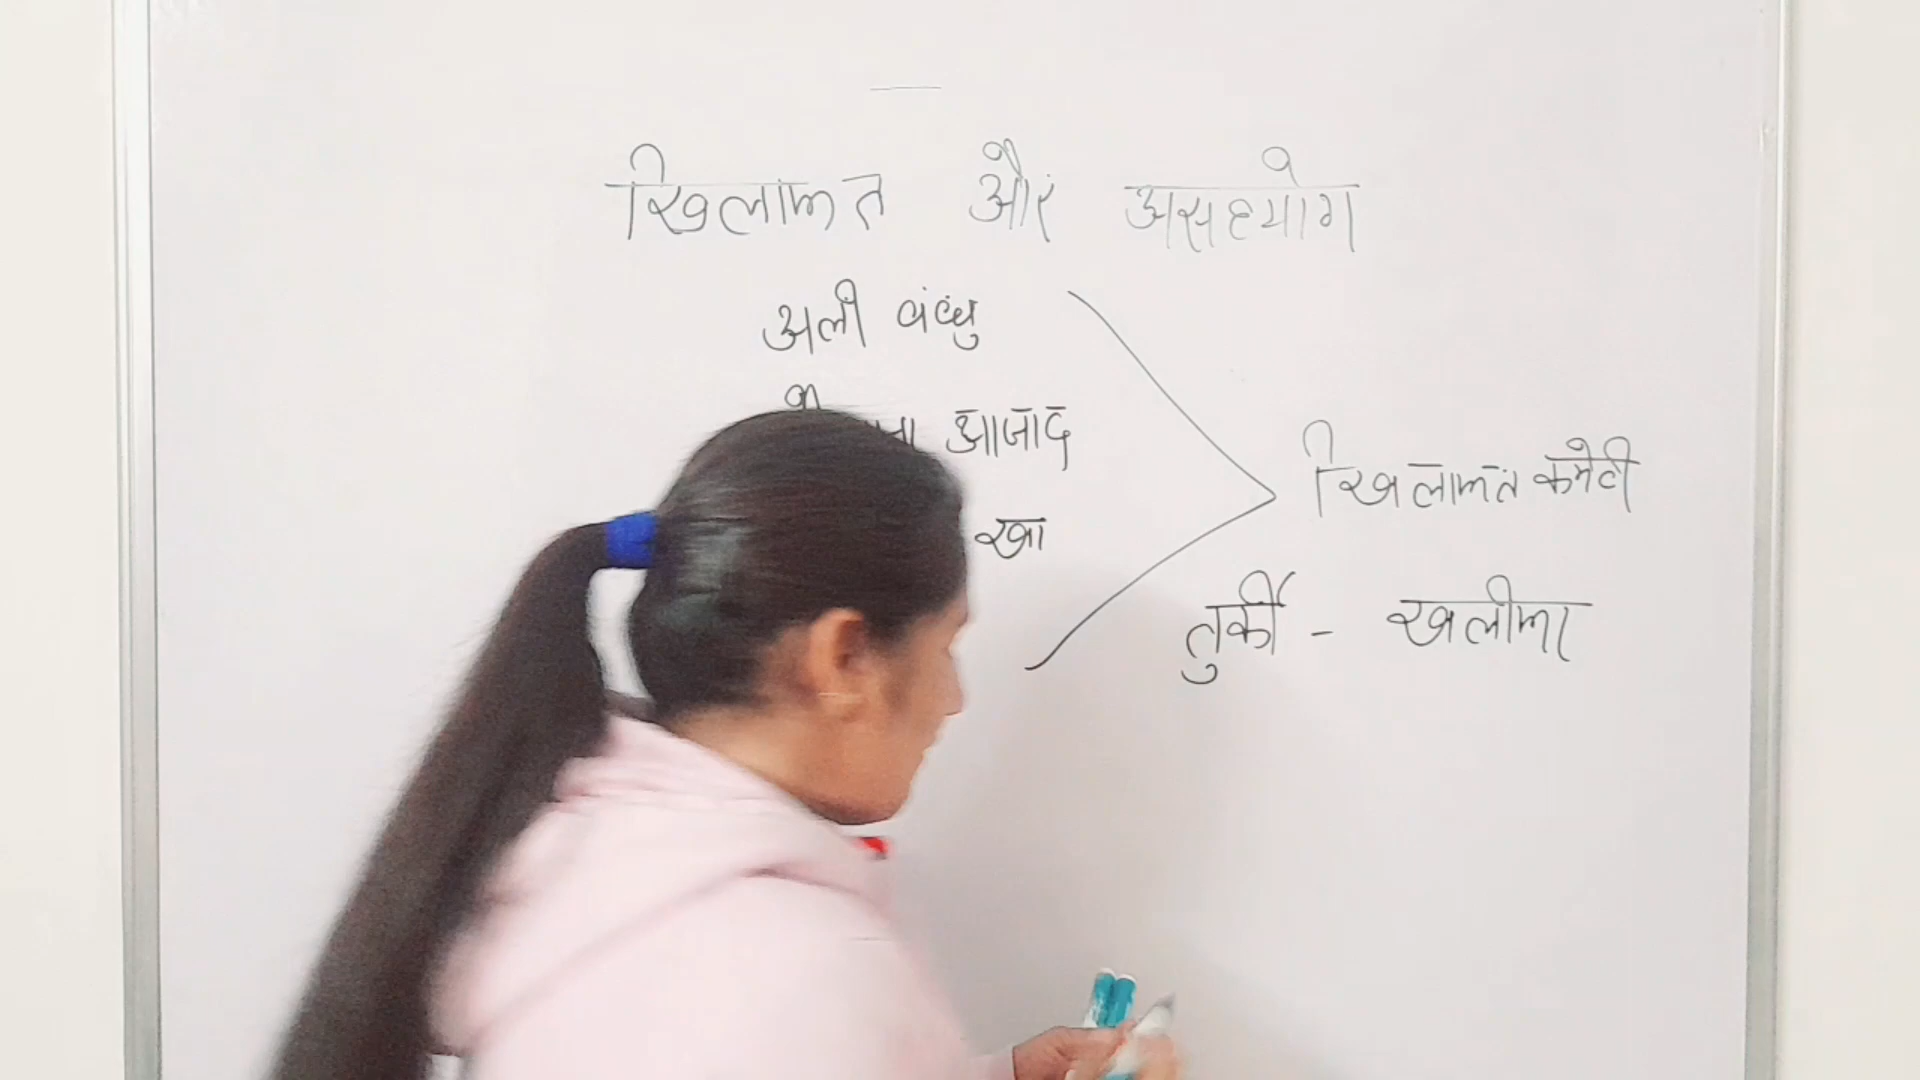 खिलाफत और असहयोग
अली बंधु
आजाद
खा
खिलाफत कमेटी
तुर्की - खलीफा